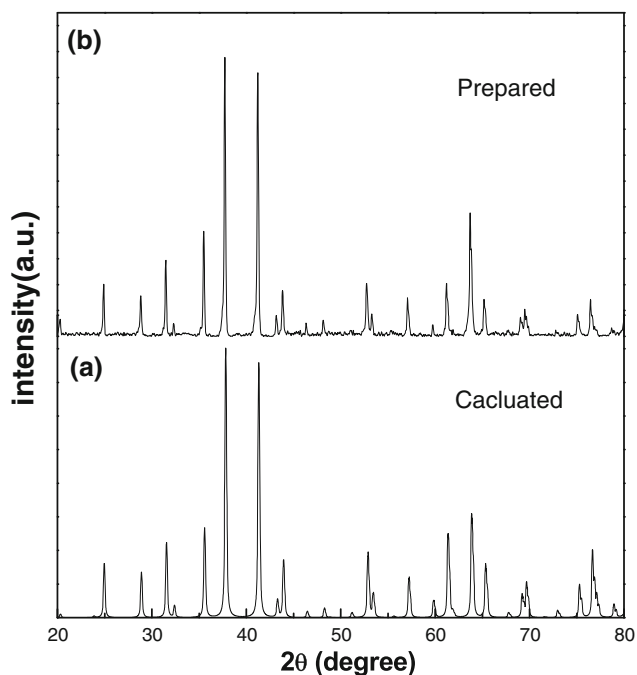 (b)
Prepared
intensity(a.u.)
(a)
Cacluated
20 30 40 50 60 70 80
2θ (degree)